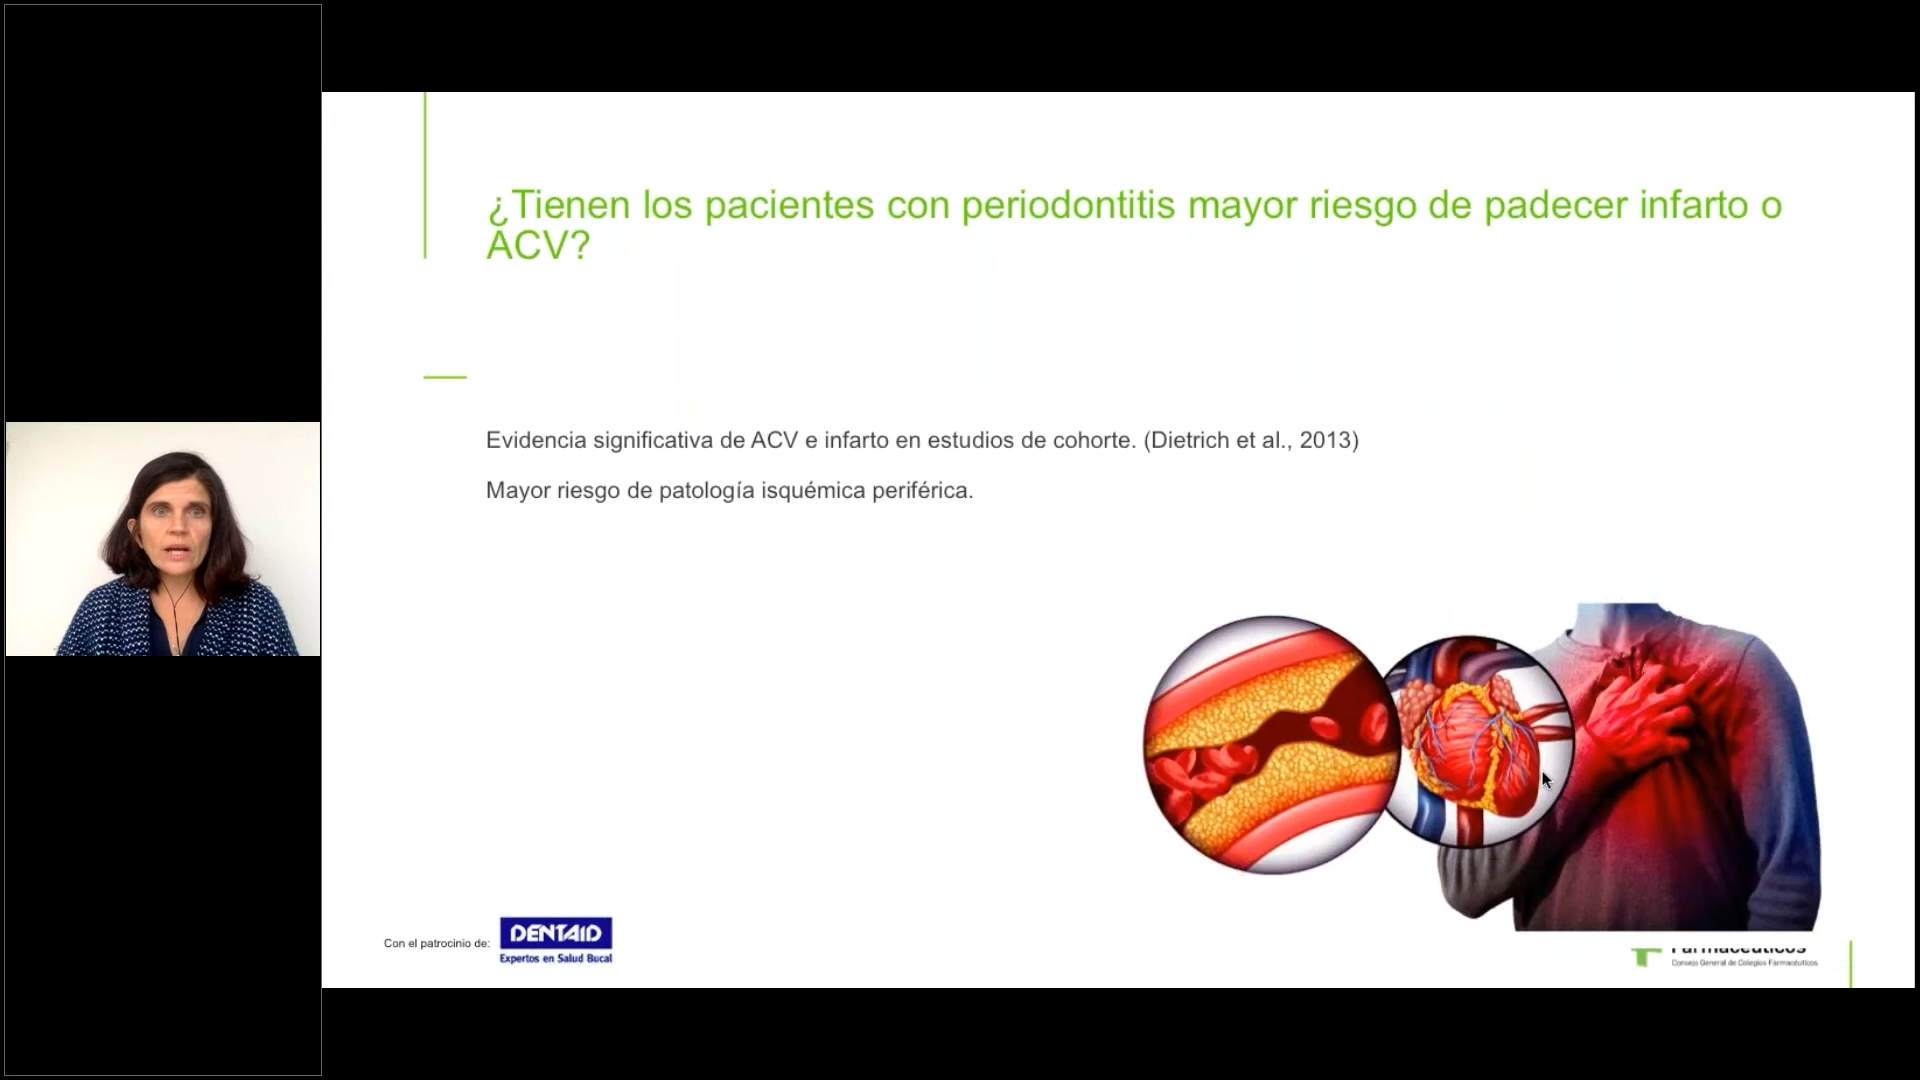 ¿Tienen los pacientes con periodontitis mayor riesgo de padecer infarto o
ACV?
Evidencia significativa de ACV e infarto en estudios de cohorte. (Dietrich et al., 2013)
Mayor riesgo de patología isquémica periférica.
Con el patrocinio de:
DENTAID
Expertos en Salud Bucal
Farmacéuticos
Consejo General de Colegios Farmacéuticos